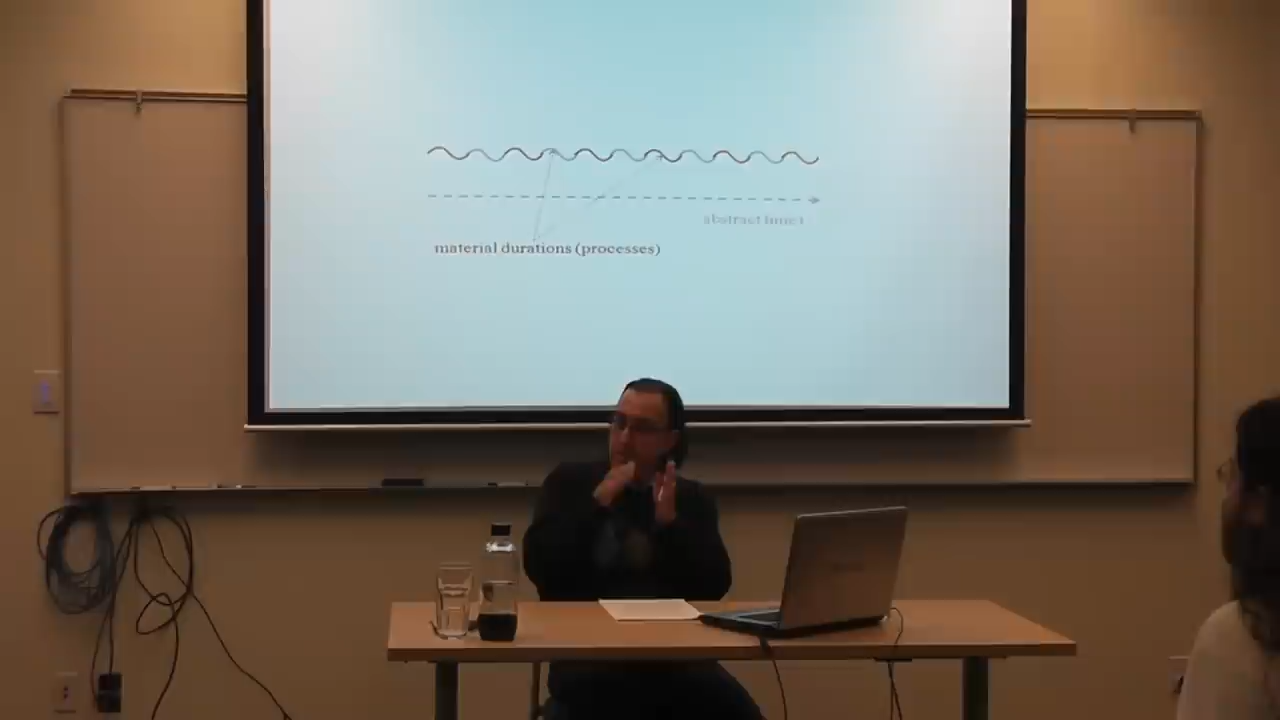 abstract time t
material durations (processes)